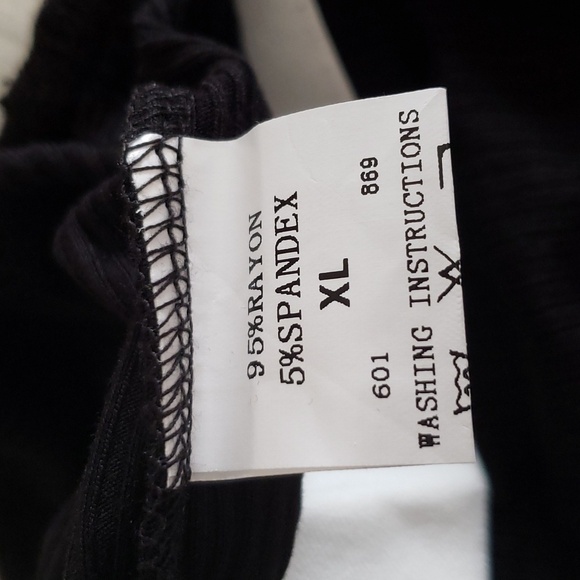 95%RAYON
5%SPANDEX
XL
601 869
WASHING INSTRUCTIONS